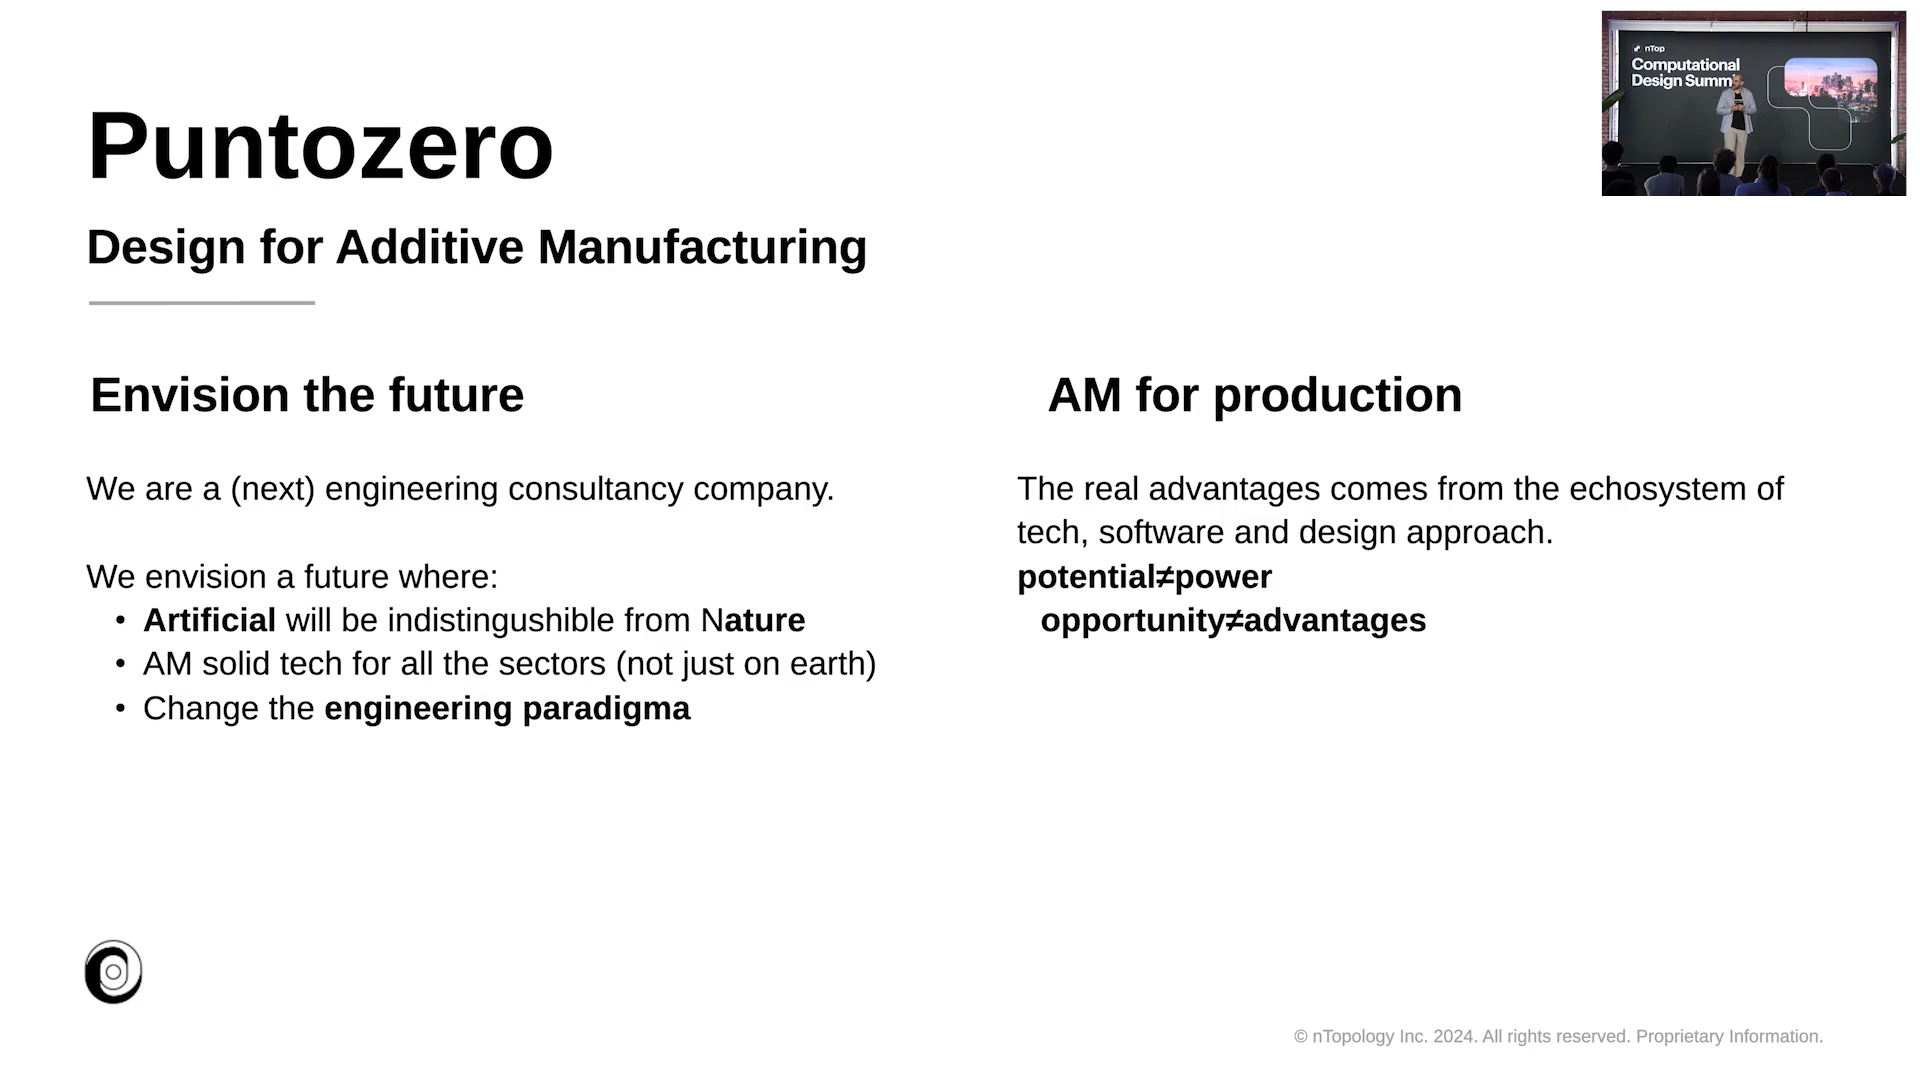 nTop
Computational
Design Summ
Puntozero
Design for Additive Manufacturing
Envision the future
We are a (next) engineering consultancy company.
We envision a future where:
• Artificial will be indistingushible from Nature
• AM solid tech for all the sectors (not just on earth)
• Change the engineering paradigma
AM for production
The real advantages comes from the echosystem of
tech, software and design approach.
potential≠power
opportunity≠advantages
© nTopology Inc. 2024. All rights reserved. Proprietary Information.